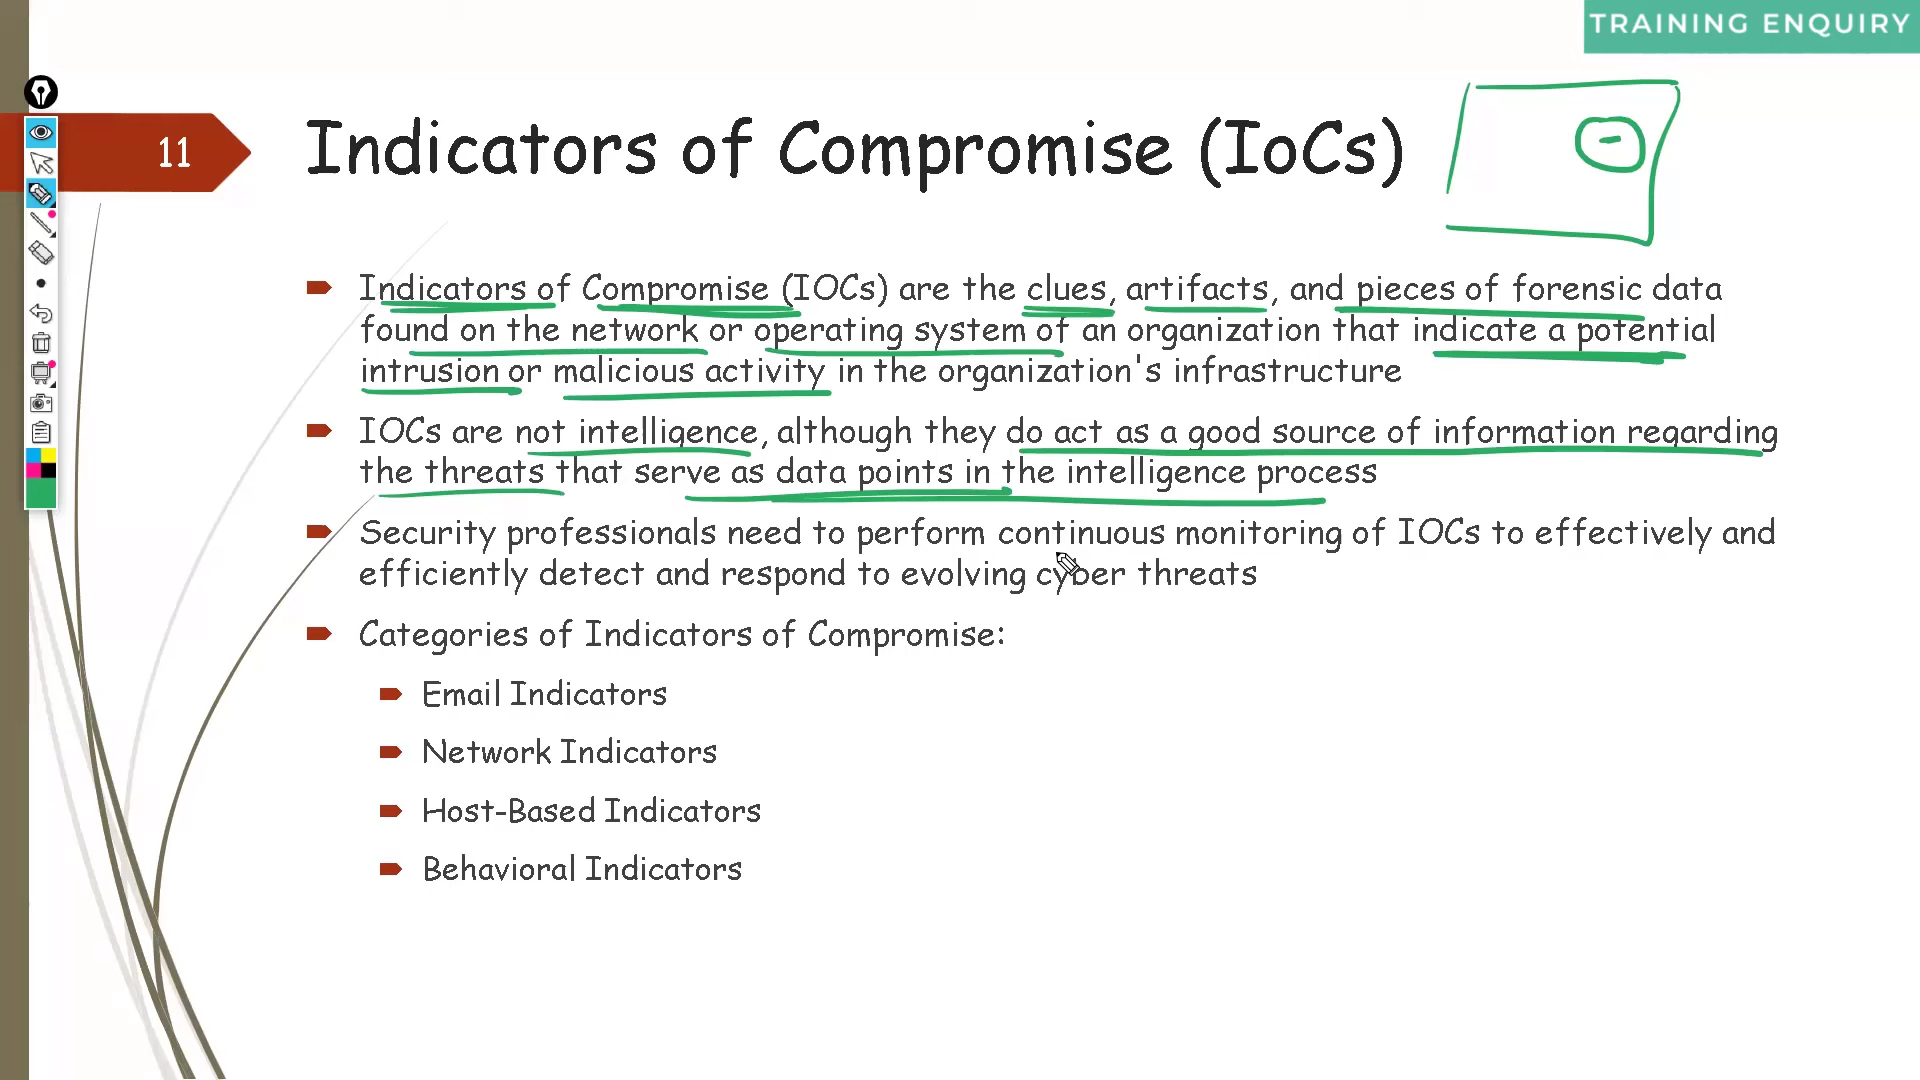 TRAINING ENQUIRY
11
Indicators of Compromise (IoCs)
Indicators of Compromise (IOCs) are the clues, artifacts, and pieces of forensic data
found on the network or operating system of an organization that indicate a potential
intrusion or malicious activity in the organization's infrastructure
IOCs are not intelligence, although they do act as a good source of information regarding
the threats that serve as data points in the intelligence process
Security professionals need to perform continuous monitoring of IOCs to effectively and
efficiently detect and respond to evolving cyber threats
Categories of Indicators of Compromise:
Email Indicators
Network Indicators
Host-Based Indicators
Behavioral Indicators